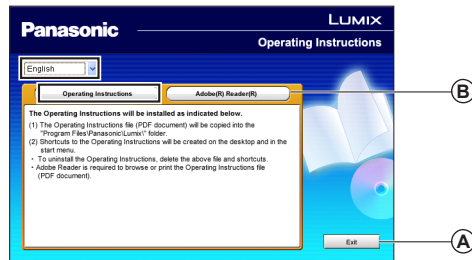 Panasonic
LUMIX
Operating Instructions
English
Operating Instructions
Adobe(R) Reader(R)
The Operating Instructions will be installed as indicated below.
(1) The Operating Instructions file (PDF document) will be copied into the
"Program Files\Panasonic\Lumix\" folder.
(2) Shortcuts to the Operating Instructions will be created on the desktop and in the
start menu.
・ To uninstall the Operating Instructions, delete the above file and shortcuts.
・ Adobe Reader is required to browse or print the Operating Instructions file
(PDF document).
Exit
B
A